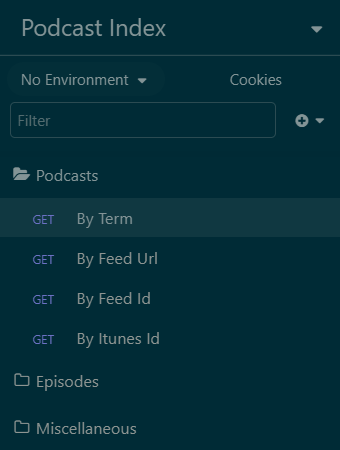 Podcast Index
No Environment Cookies
Filter
Podcasts
GET By Term
GET By Feed Url
GET By Feed Id
GET By Itunes Id
Episodes
Miscellaneous